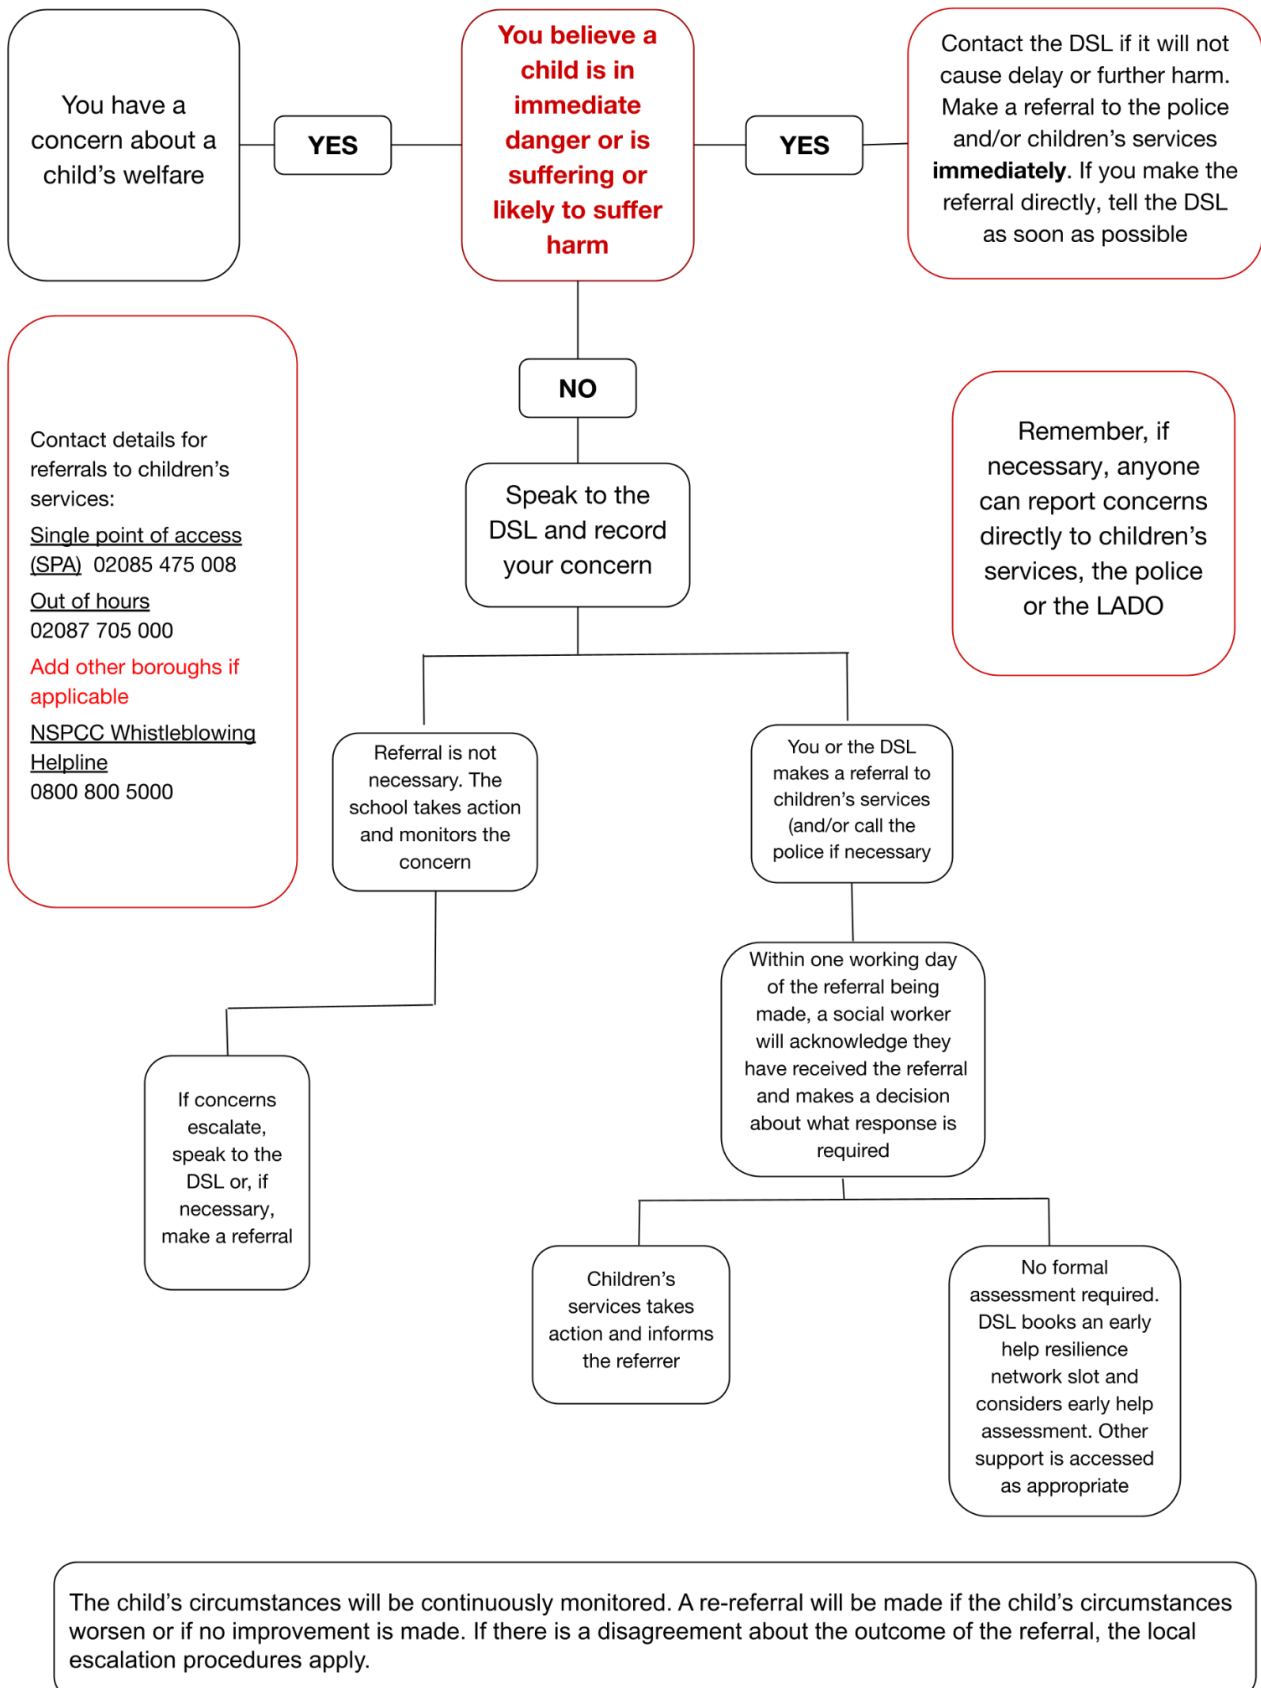 You have a
concern about a
child’s welfare
YES
You believe a
child is in
immediate
danger or is
suffering or
likely to suffer
harm
YES
Contact the DSL if it will not
cause delay or further harm.
Make a referral to the police
and/or children’s services
immediately. If you make the
referral directly, tell the DSL
as soon as possible
NO
Contact details for
referrals to children’s
services:
Single point of access
(SPA) 02085 475 008
Out of hours
02087 705 000
Add other boroughs if
applicable
NSPCC Whistleblowing
Helpline
0800 800 5000
Speak to the
DSL and record
your concern
Remember, if
necessary, anyone
can report concerns
directly to children’s
services, the police
or the LADO
Referral is not
necessary. The
school takes action
and monitors the
concern
You or the DSL
makes a referral to
children’s services
(and/or call the
police if necessary
Within one working day
of the referral being
made, a social worker
will acknowledge they
have received the referral
and makes a decision
about what response is
required
If concerns
escalate,
speak to the
DSL or, if
necessary,
make a referral
Children’s
services takes
action and informs
the referrer
No formal
assessment required.
DSL books an early
help resilience
network slot and
considers early help
assessment. Other
support is accessed
as appropriate
The child’s circumstances will be continuously monitored. A re-referral will be made if the child’s circumstances
worsen or if no improvement is made. If there is a disagreement about the outcome of the referral, the local
escalation procedures apply.